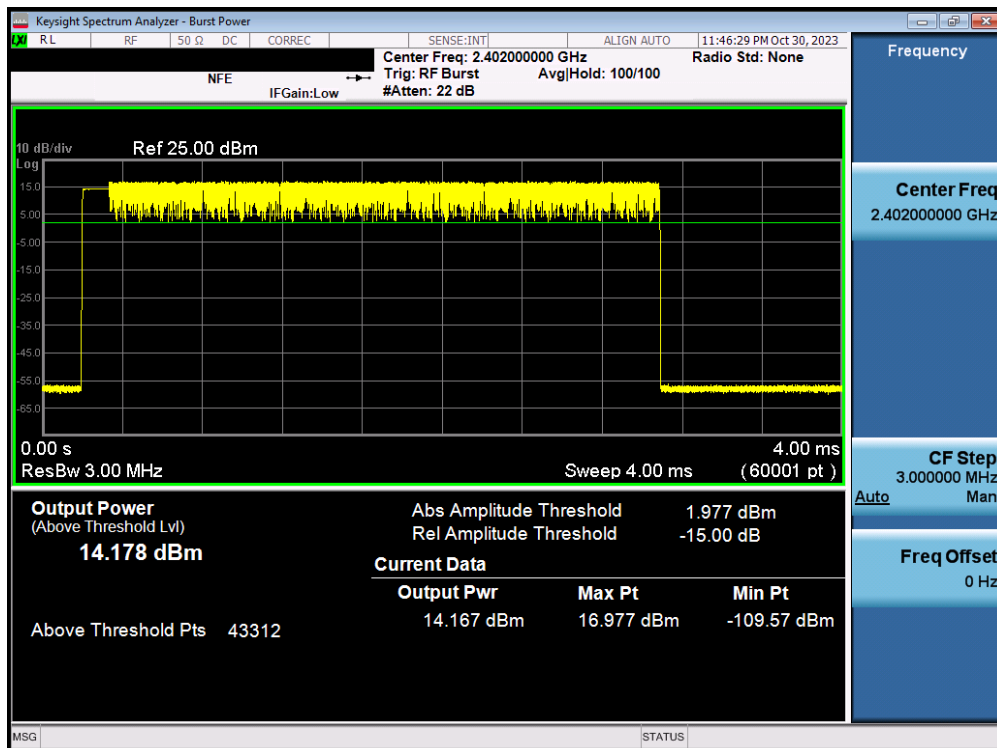 Keysight Spectrum Analyzer - Burst Power
LXI RL RF 50 Ω DC CORREC SENSE:INT ALIGN AUTO 11:46:29 PM Oct 30, 2023
Center Freq: 2.402000000 GHz Radio Std: None
NFE Trig: RF Burst Avg|Hold: 100/100
IFGain:Low #Atten: 22 dB
10 dB/div Ref 25.00 dBm
Log
15.0
5.00
-5.00
-15.0
-25.0
-35.0
-45.0
-55.0
-65.0
0.00 s 4.00 ms
ResBw 3.00 MHz Sweep 4.00 ms (60001 pt )
Output Power Abs Amplitude Threshold 1.977 dBm
(Above Threshold Lvl) Rel Amplitude Threshold -15.00 dB
14.178 dBm
Current Data
Output Pwr Max Pt Min Pt
14.167 dBm 16.977 dBm -109.57 dBm
Above Threshold Pts 43312
Frequency
Center Freq
2.402000000 GHz
CF Step
3.000000 MHz
Auto Man
Freq Offset
0 Hz
MSG STATUS